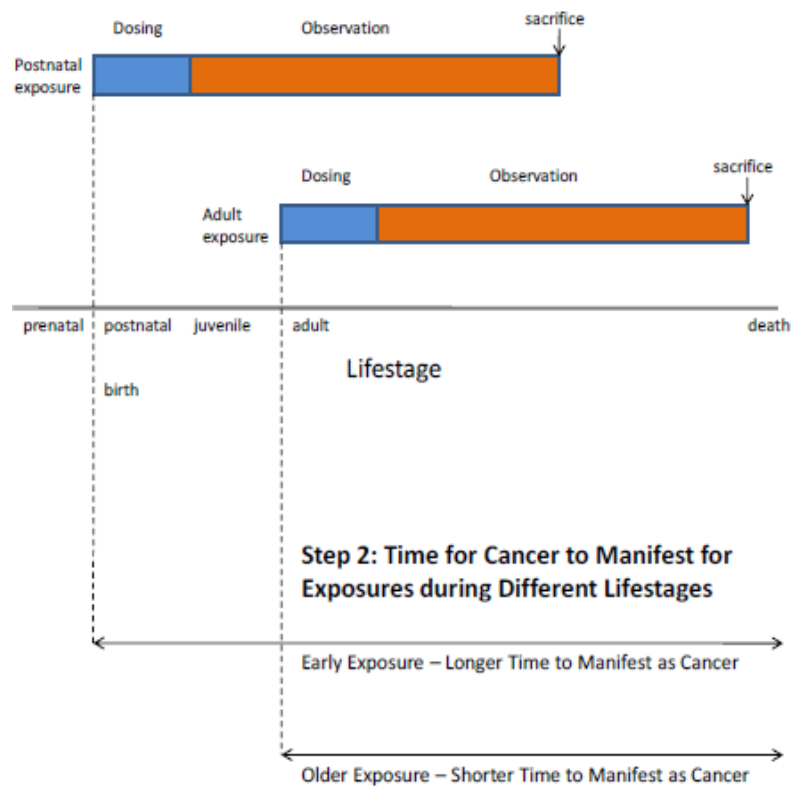 Dosing Observation sacrifice
Postnatal
exposure
Dosing Observation sacrifice
Adult
exposure
prenatal postnatal juvenile adult death
Lifestage
birth
Step 2: Time for Cancer to Manifest for
Exposures during Different Lifestages
Early Exposure – Longer Time to Manifest as Cancer
Older Exposure – Shorter Time to Manifest as Cancer